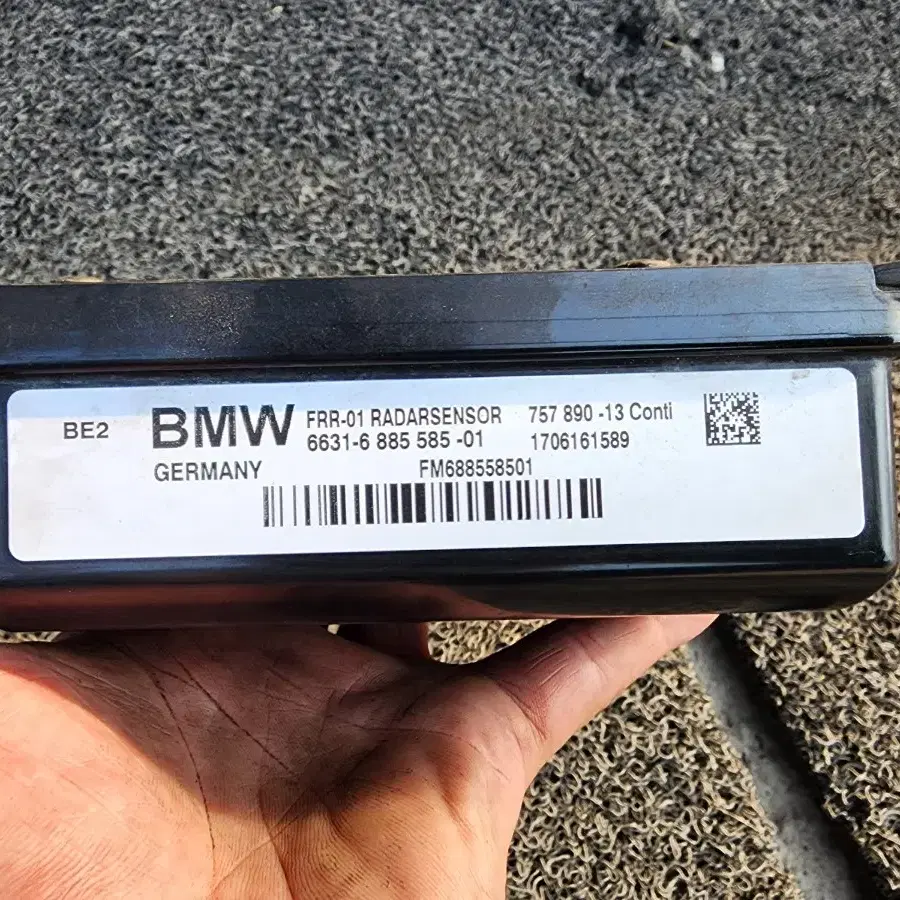 BE2
BMW FRR-01 RADARSENSOR 757 890 -13 Conti
6631-6 885 585 -01 1706161589
GERMANY FM688558501